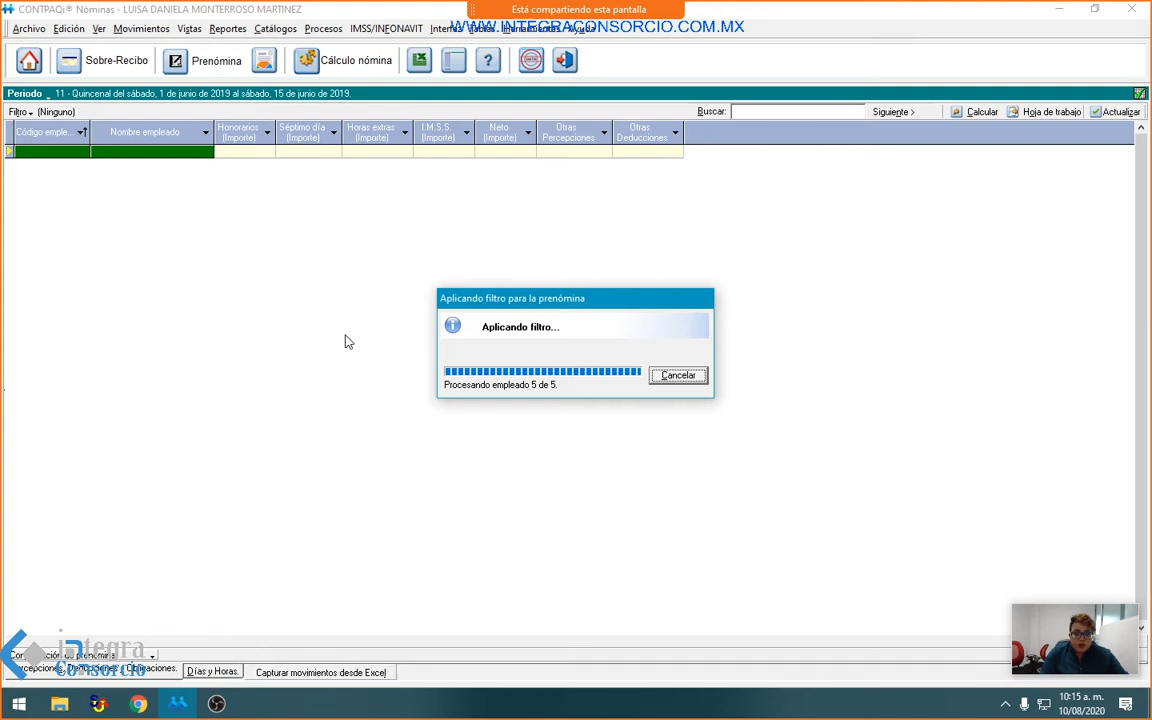 CONTPAQi® Nóminas - LUISA DANIELA MONTERROSO MARTINEZ
Está compartiendo esta pantalla
WWW.INTEGRACONSORCIO.COM.MX
Archivo Edición Ver Movimientos Vistas Reportes Catálogos Procesos IMSS/INFONAVIT
Sobre-Recibo Prenómina Cálculo nómina
Periodo 11 - Quincenal del sábado, 1 de junio de 2019 al sábado, 15 de junio de 2019.
Filtro (Ninguno) Buscar: Siguiente > Calcular Hoja de trabajo Actualizar
Código emple... Nombre empleado Honorarios (Importe) Séptimo día (Importe) Horas extras (Importe) I.M.S.S. (Importe) Neto (Importe) Otras Percepciones Otras Deducciones
Aplicando filtro para la prenómina
Aplicando filtro...
Procesando empleado 5 de 5.
Cancelar
integra
Consorcio
Días y Horas.
Capturar movimientos desde Excel
10:15 a. m.
10/08/2020